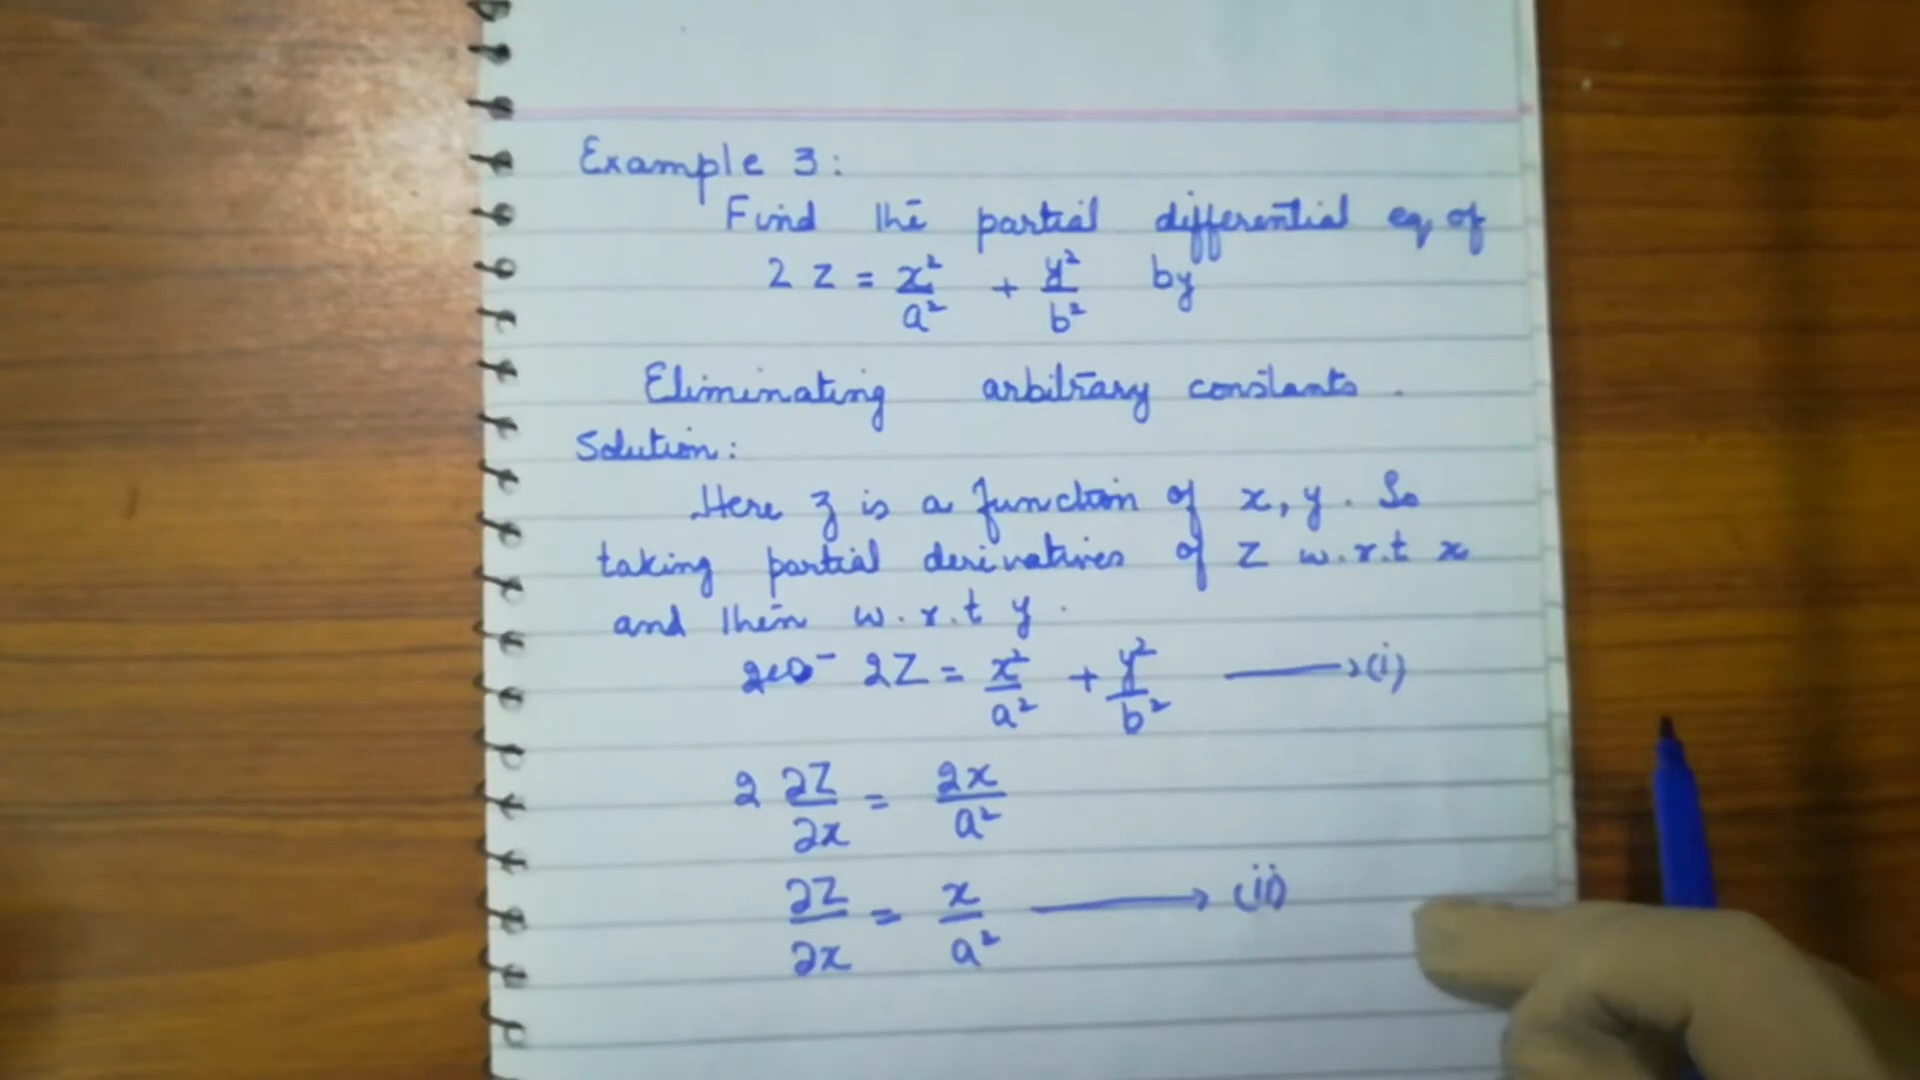 Example 3:
Find the partial differential eq of
2 Z = x²/a² + y²/b² by
Eliminating arbitrary constants.
Solution:
Here z is a function of x, y. So
taking partial derivatives of Z w.r.t x
and then w.r.t y.
2Z = x²/a² + y²/b² ⟶ (i)
2 ∂Z/∂x = 2x/a²
∂Z/∂x = x/a² ⟶ (ii)